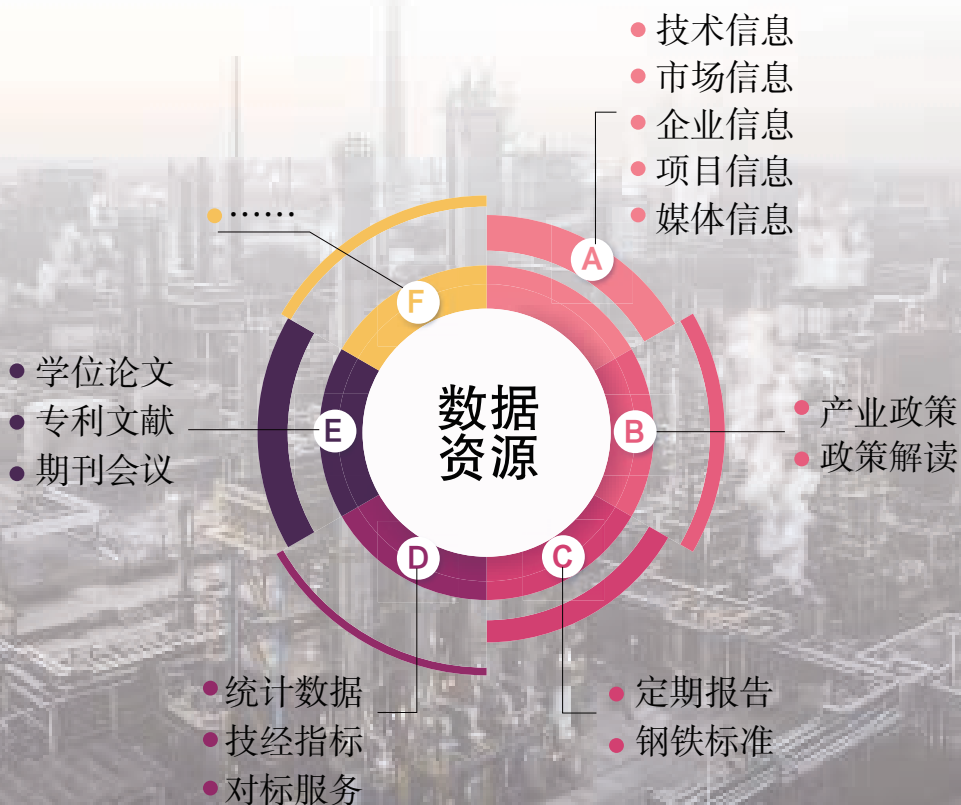 技术信息
市场信息
企业信息
项目信息
媒体信息
A
……
F
学位论文
专利文献
期刊会议
E
数据
资源
B
产业政策
政策解读
D
C
统计数据
技经指标
对标服务
定期报告
钢铁标准